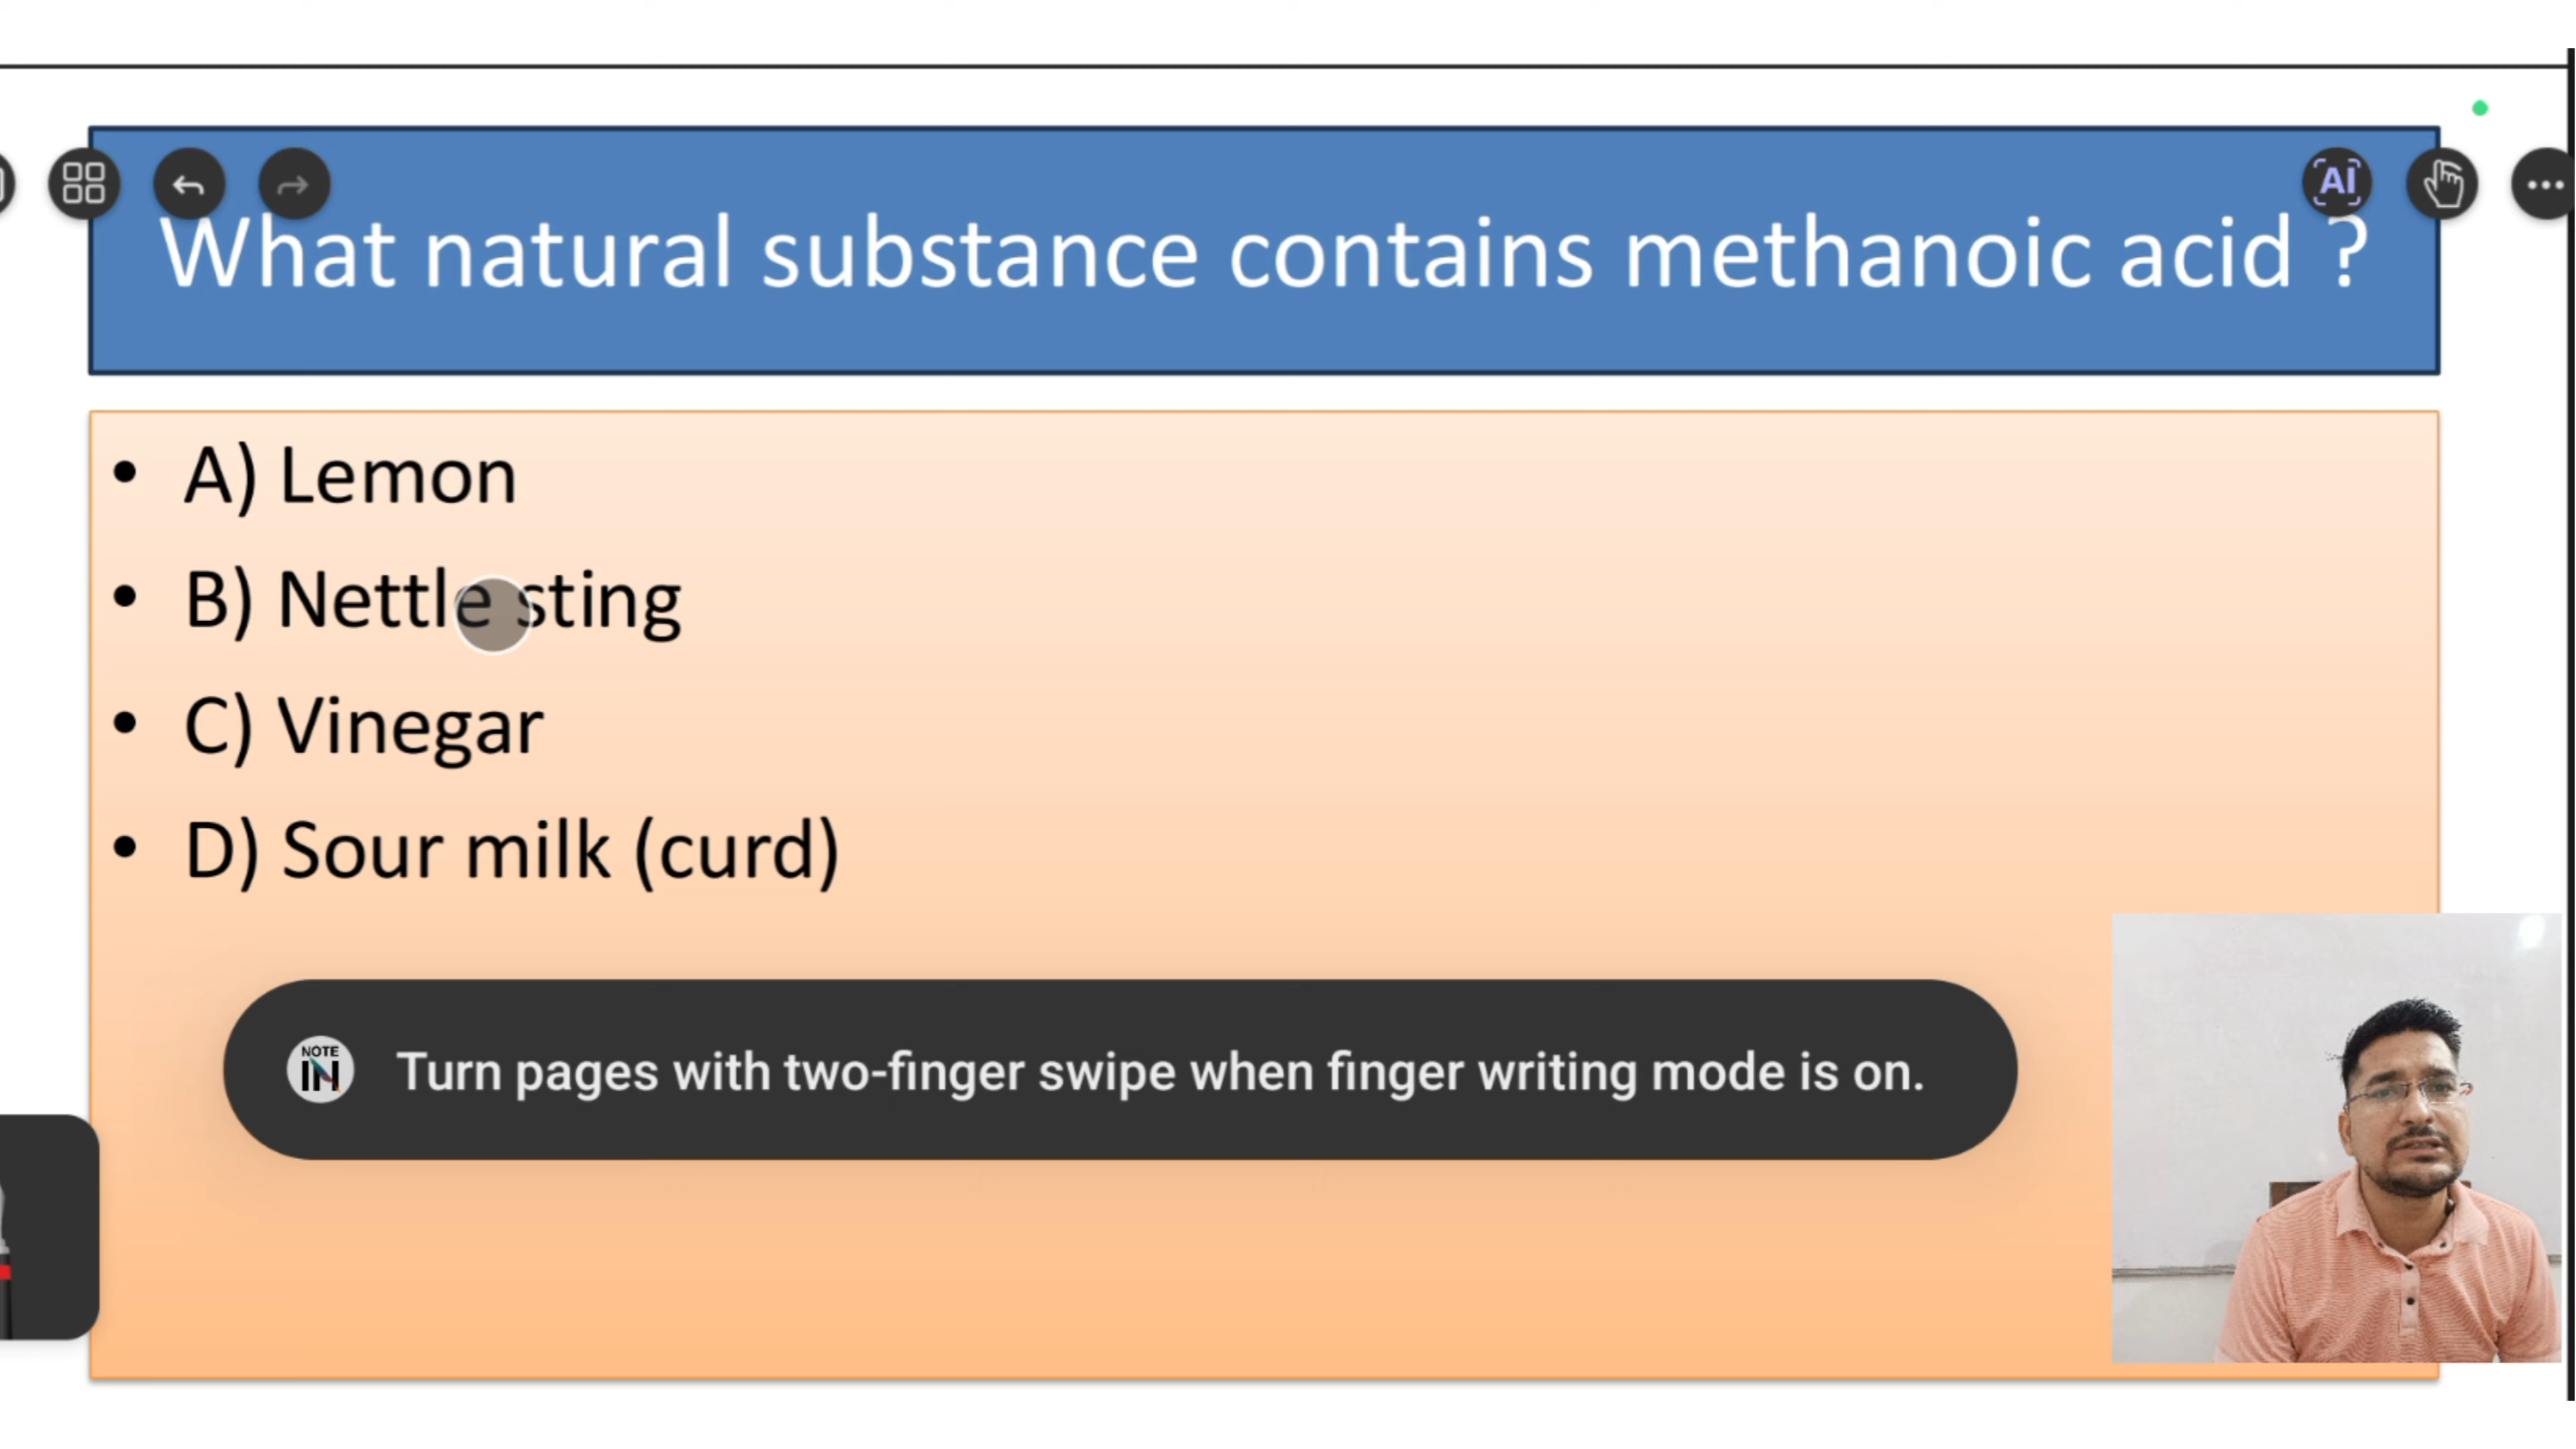 AI
What natural substance contains methanoic acid ?
• A) Lemon
• B) Nettle sting
• C) Vinegar
• D) Sour milk (curd)
NOTE
IN
Turn pages with two-finger swipe when finger writing mode is on.